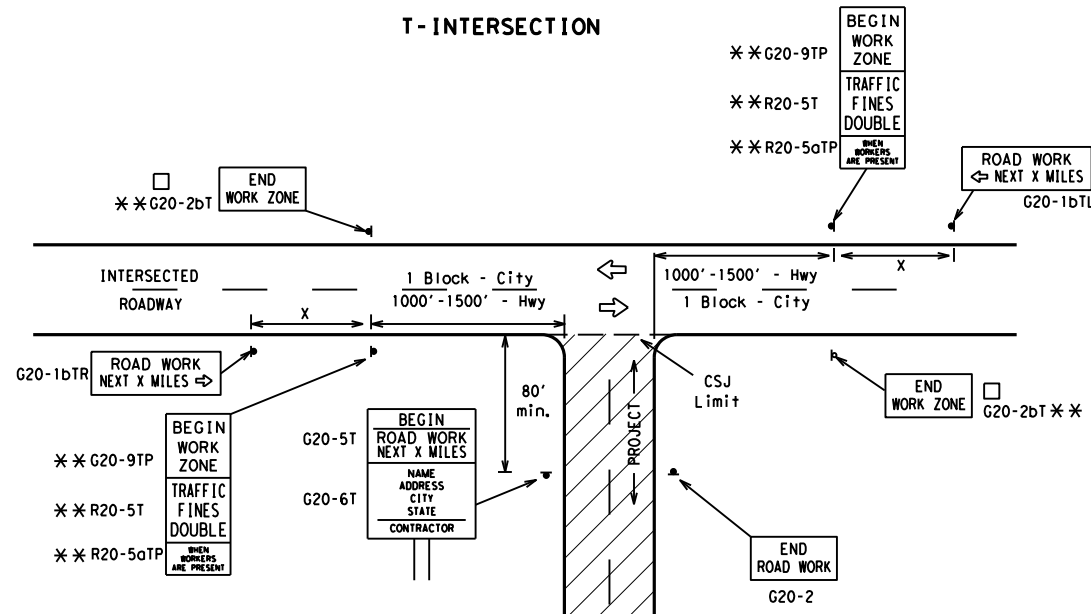 T-INTERSECTION
BEGIN
WORK
ZONE
TRAFFIC
FINES
DOUBLE
WHEN
WORKERS
ARE PRESENT
✳✳G20-9TP
✳✳R20-5T
✳✳R20-5aTP
ROAD WORK
⇦ NEXT X MILES
G20-1bTL
END
WORK ZONE
□
✳✳G20-2bT
INTERSECTED
ROADWAY
1 Block - City
1000'-1500' - Hwy
X
1000'-1500' - Hwy
1 Block - City
X
G20-1bTR
ROAD WORK
NEXT X MILES ⇨
80'
min.
CSJ
Limit
PROJECT
END
WORK ZONE
□
G20-2bT✳✳
✳✳G20-9TP
✳✳R20-5T
✳✳R20-5aTP
BEGIN
WORK
ZONE
TRAFFIC
FINES
DOUBLE
WHEN
WORKERS
ARE PRESENT
G20-5T
G20-6T
BEGIN
ROAD WORK
NEXT X MILES
NAME
ADDRESS
CITY
STATE
CONTRACTOR
END
ROAD WORK
G20-2